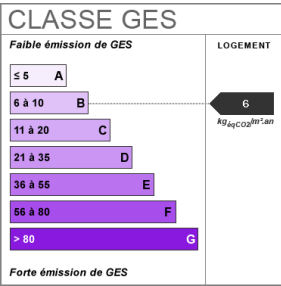 CLASSE GES
Faible émission de GES
LOGEMENT
≤ 5 A
6 à 10 B
6
kgéqCO2/m².an
11 à 20 C
21 à 35 D
36 à 55 E
56 à 80 F
> 80 G
Forte émission de GES